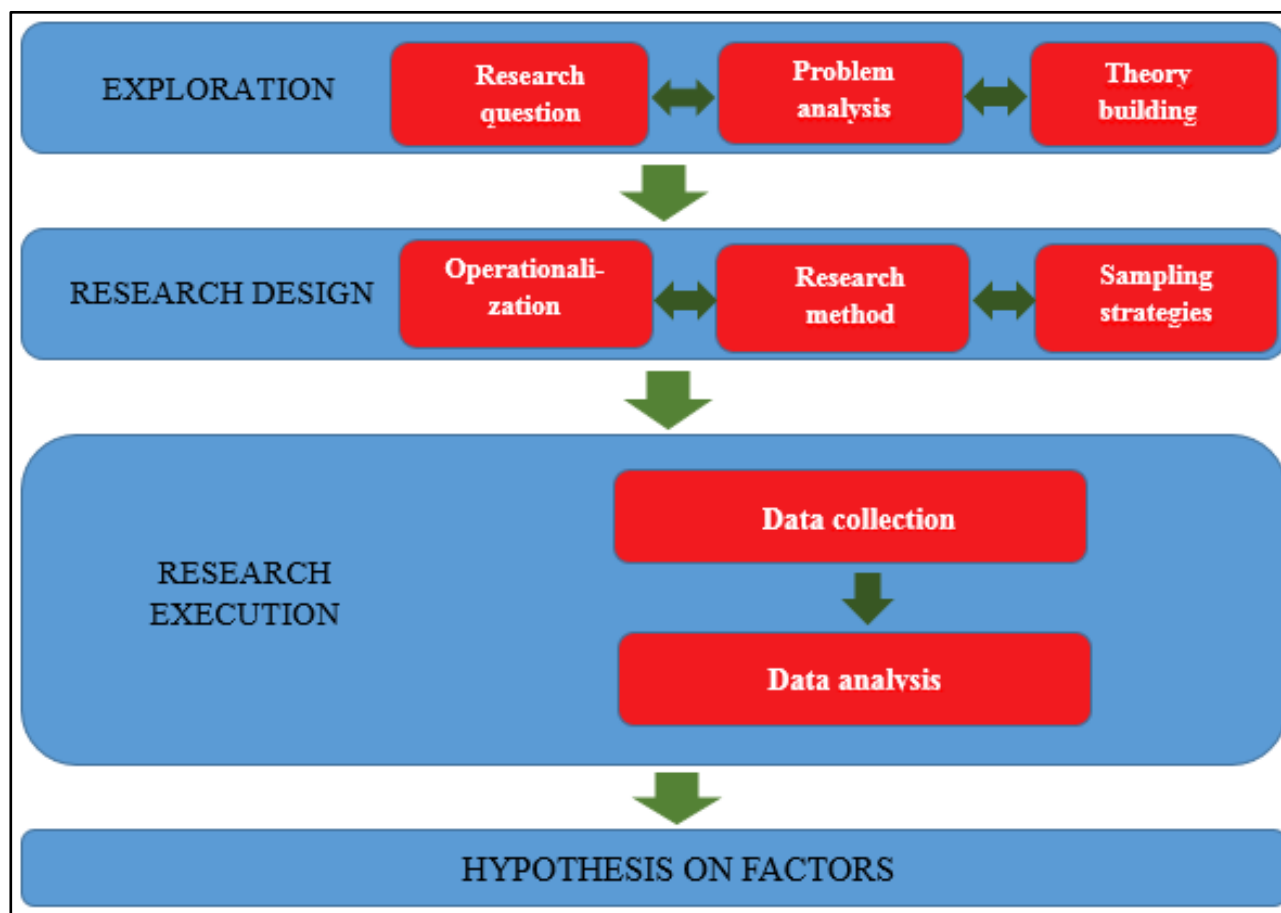 EXPLORATION
Research
question
Problem
analysis
Theory
building
RESEARCH DESIGN
Operationali-
zation
Research
method
Sampling
strategies
RESEARCH
EXECUTION
Data collection
Data analysis
HYPOTHESIS ON FACTORS